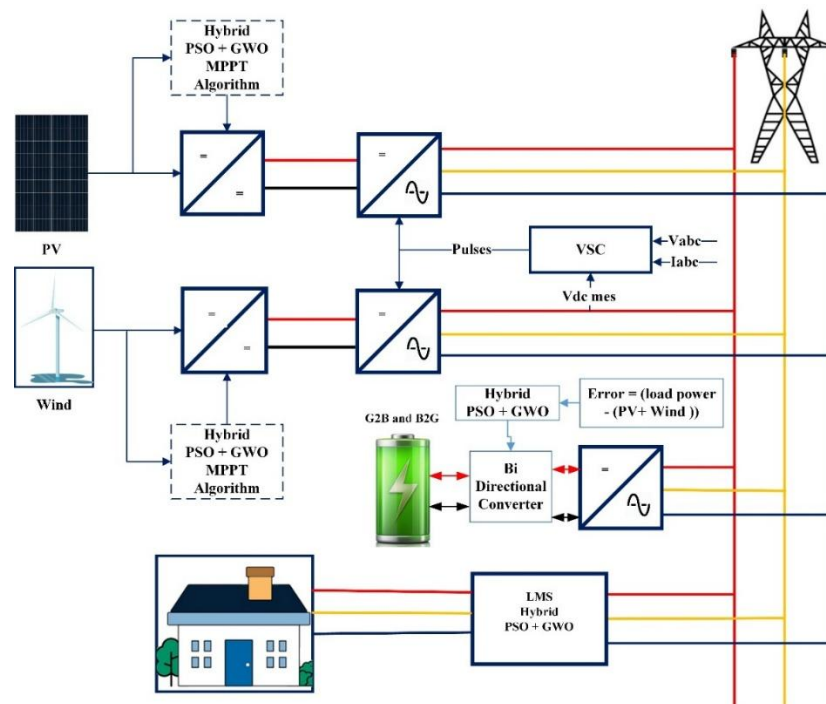 Hybrid
PSO + GWO
MPPT
Algorithm
=
=
=
PV
Pulses
VSC
Vabc
Iabc
Vdc mes
=
=
=
Wind
Hybrid
PSO + GWO
MPPT
Algorithm
Hybrid
PSO + GWO
Error = (load power
- (PV+ Wind ))
G2B and B2G
Bi
Directional
Converter
=
LMS
Hybrid
PSO + GWO